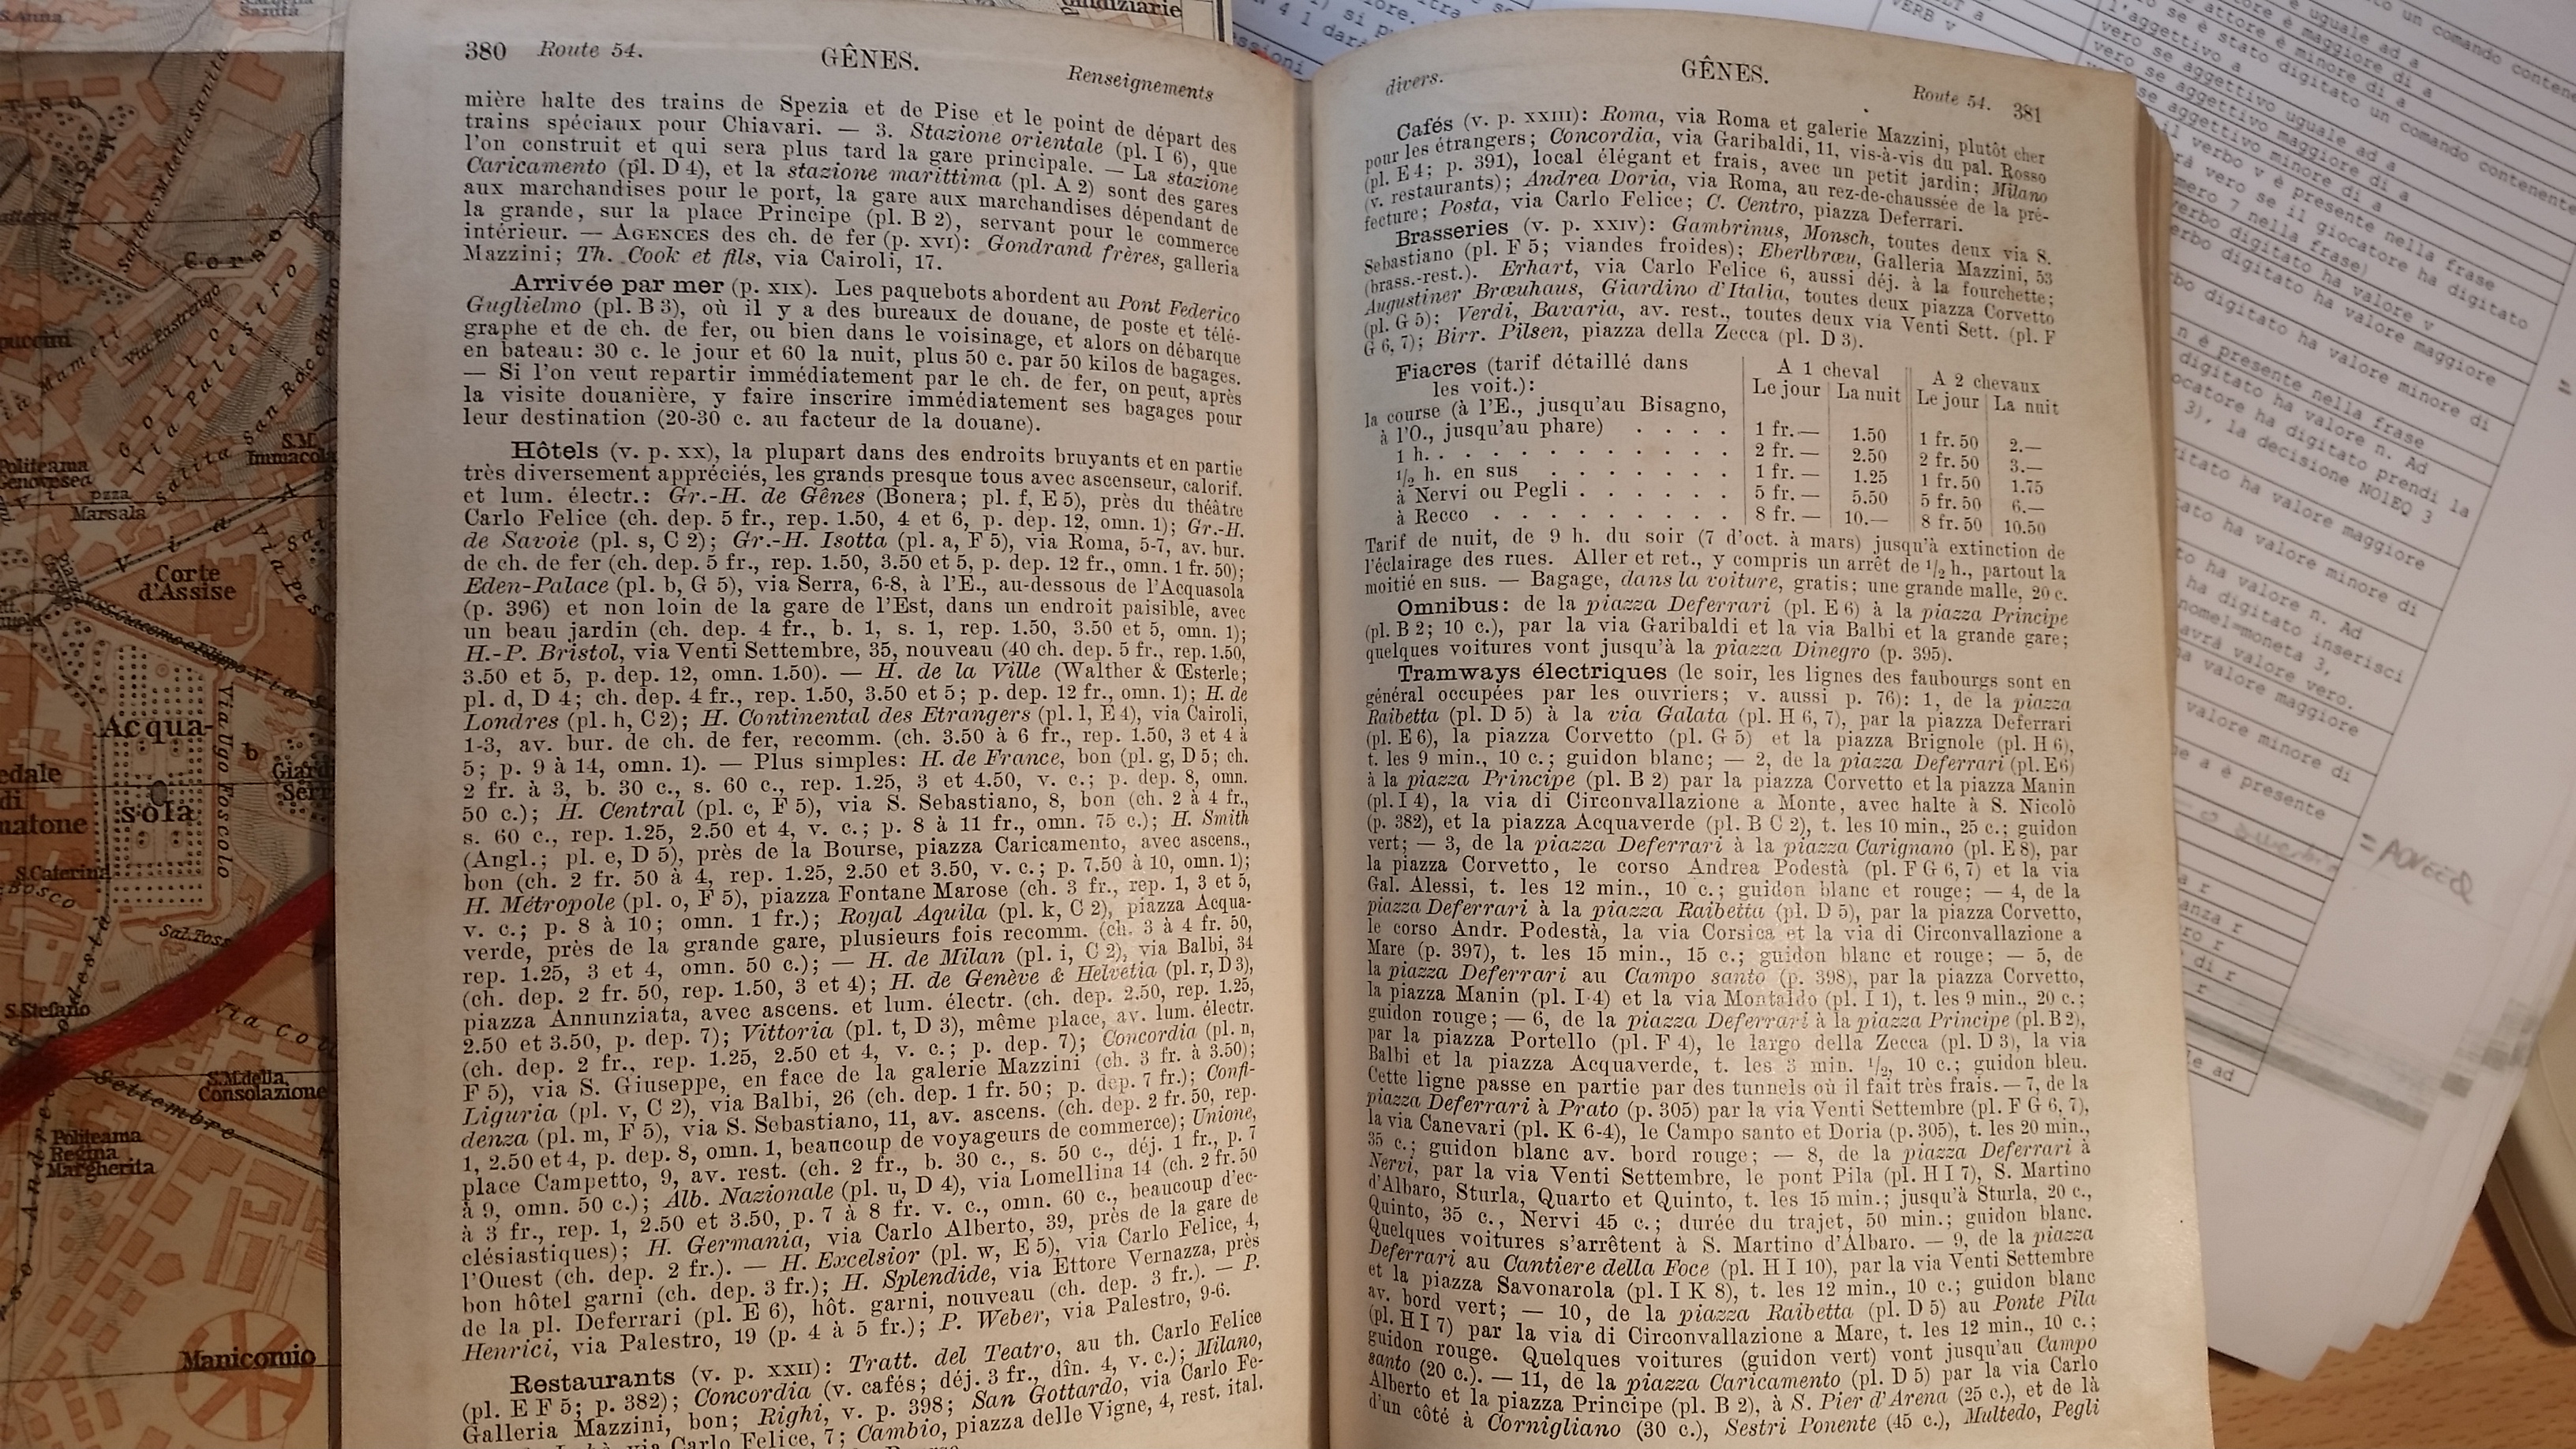 380 Route 54. GÊNES. Renseignements
mière halte des trains de Spezia et de Pise et le point de départ des
trains spéciaux pour Chiavari. — 3. Stazione orientale (pl. I 6), que
l'on construit et qui sera plus tard la gare principale. — La stazione
Caricamento (pl. D 4), et la stazione marittima (pl. A 2) sont des gares
aux marchandises pour le port, la gare aux marchandises dépendant de
la grande, sur la place Principe (pl. B 2), servant pour le commerce
intérieur. — AGENCES des ch. de fer (p. XVI): Gondrand frères, galleria
Mazzini; Th. Cook et fils, via Cairoli, 17.
Arrivée par mer (p. XIX). Les paquebots abordent au Pont Federico
Guglielmo (pl. B 3), où il y a des bureaux de douane, de poste et télé-
graphe et de ch. de fer, ou bien dans le voisinage, et alors on débarque
en bateau: 30 c. le jour et 60 la nuit, plus 50 c. par 50 kilos de bagages.
— Si l'on veut repartir immédiatement par le ch. de fer, on peut, après
la visite douanière, y faire inscrire immédiatement ses bagages pour
leur destination (20-30 c. au facteur de la douane).
Hôtels (v. p. XX), la plupart dans des endroits bruyants et en partie
très diversement appréciés, les grands presque tous avec ascenseur, calorif.
et lum. électr.: Gr.-H. de Gênes (Bonera; pl. f, E 5), près du théâtre
Carlo Felice (ch. dep. 5 fr., rep. 1.50, 4 et 6, p. dep. 12, omn. 1); Gr.-H.
de Savoie (pl. s, C 2); Gr.-H. Isotta (pl. a, F 5), via Roma, 5-7, av. bur.
de ch. de fer (ch. dep. 5 fr., rep. 1.50, 3.50 et 5, p. dep. 12 fr., omn. 1 fr. 50);
Eden-Palace (pl. b, G 5), via Serra, 6-8, à l'E., au-dessous de l'Acquasola
(p. 396) et non loin de la gare de l'Est, dans un endroit paisible, avec
un beau jardin (ch. dep. 4 fr., b. 1, s. 1, rep. 1.50, 3.50 et 5, omn. 1);
H.-P. Bristol, via Venti Settembre, 35, nouveau (40 ch. dep. 5 fr., rep. 1.50,
3.50 et 5, p. dep. 12, omn. 1.50). — H. de la Ville (Walther & Œsterle;
pl. d, D 4; ch. dep. 4 fr., rep. 1.50, 3.50 et 5; p. dep. 12 fr., omn. 1); H. de
Londres (pl. h, C 2); H. Continental des Etrangers (pl. l, E 4), via Cairoli,
1-3, av. bur. de ch. de fer, recomm. (ch. 3.50 à 6 fr., rep. 1.50, 3 et 4 à
5; p. 9 à 14, omn. 1). — Plus simples: H. de France, bon (pl. g, D 5; ch.
2 fr. à 3, b. 30 c., s. 60 c., rep. 1.25, 3 et 4.50, v. c.; p. dep. 8, omn.
50 c.); H. Central (pl. c, F 5), via S. Sebastiano, 8, bon (ch. 2 à 4 fr.,
s. 60 c., rep. 1.25, 2.50 et 4, v. c.; p. 8 à 11 fr., omn. 75 c.); H. Smith
(Angl.; pl. e, D 5), près de la Bourse, piazza Caricamento, avec ascens.,
bon (ch. 2 fr. 50 à 4, rep. 1.25, 2.50 et 3.50, v. c.; p. 7.50 à 10, omn. 1);
H. Métropole (pl. o, F 5), piazza Fontane Marose (ch. 3 fr., rep. 1, 3 et 5,
v. c.; p. 8 à 10; omn. 1 fr.); Royal Aquila (pl. k, C 2), piazza Acqua-
verde, près de la grande gare, plusieurs fois recomm. (ch. 3 à 4 fr. 50,
rep. 1.25, 3 et 4, omn. 50 c.); — H. de Milan (pl. i, C 2), via Balbi, 34
(ch. dep. 2 fr. 50, rep. 1.50, 3 et 4); H. de Genève & Helvetia (pl. r, D 3),
piazza Annunziata, avec ascens. et lum. électr. (ch. dep. 2.50, rep. 1.25,
2.50 et 3.50, p. dep. 7); Vittoria (pl. t, D 3), même place, av. lum. électr.
(ch. dep. 2 fr., rep. 1.25, 2.50 et 4, v. c.; p. dep. 7); Concordia (pl. n,
F 5), via S. Giuseppe, en face de la galerie Mazzini (ch. 3 fr. à 3.50);
Liguria (pl. v, C 2), via Balbi, 26 (ch. dep. 1 fr. 50; p. dep. 7 fr.); Confi-
denza (pl. m, F 5), via S. Sebastiano, 11, av. ascens. (ch. dep. 2 fr. 50, rep.
1, 2.50 et 4, p. dep. 8, omn. 1, beaucoup de voyageurs de commerce); Unione,
place Campetto, 9, av. rest. (ch. 2 fr., b. 30 c., s. 50 c., déj. 1 fr., p. 7
à 9, omn. 50 c.); Alb. Nazionale (pl. u, D 4), via Lomellina 14 (ch. 2 fr. 50
à 3 fr., rep. 1, 2.50 et 3.50, p. 7 à 8 fr. v. c., omn. 60 c., beaucoup d'ec-
clésiastiques); H. Germania, via Carlo Alberto, 39, près de la gare de
l'Ouest (ch. dep. 2 fr.). — H. Excelsior (pl. w, E 5), via Carlo Felice, 4,
bon hôtel garni (ch. dep. 3 fr.); H. Splendide, via Ettore Vernazza, près
de la pl. Deferrari (pl. E 6), hôt. garni, nouveau (ch. dep. 3 fr.). — P.
Henrici, via Palestro, 19 (p. 4 à 5 fr.); P. Weber, via Palestro, 9-6.
Restaurants (v. p. XXII): Tratt. del Teatro, au th. Carlo Felice
(pl. E F 5; p. 382); Concordia (v. cafés; déj. 3 fr., dîn. 4, v. c.); Milano,
Galleria Mazzini, bon; Righi, v. p. 398; San Gottardo, via Carlo Fe-
via Carlo Felice, 7; Cambio, piazza delle Vigne, 4, rest. ital.
divers. GÊNES. Route 54. 381
Cafés (v. p. XXIII): Roma, via Roma et galerie Mazzini, plutôt cher
pour les étrangers; Concordia, via Garibaldi, 11, vis-à-vis du pal. Rosso
(pl. E 4; p. 391), local élégant et frais, avec un petit jardin; Milano
(v. restaurants); Andrea Doria, via Roma, au rez-de-chaussée de la pré-
fecture; Posta, via Carlo Felice; C. Centro, piazza Deferrari.
Brasseries (v. p. XXIV): Gambrinus, Monsch, toutes deux via S.
Sebastiano (pl. F 5; viandes froides); Eberlbræu, Galleria Mazzini, 53
(brass.-rest.). Erhart, via Carlo Felice 6, aussi déj. à la fourchette;
Augustiner Bræuhaus, Giardino d'Italia, toutes deux piazza Corvetto
(pl. G 5); Verdi, Bavaria, av. rest., toutes deux via Venti Sett. (pl. F
G 6, 7); Birr. Pilsen, piazza della Zecca (pl. D 3).
Fiacres (tarif détaillé dans A 1 cheval A 2 chevaux
les voit.): Le jour La nuit Le jour La nuit
la course (à l'E., jusqu'au Bisagno,
à l'O., jusqu'au phare) . . . . 1 fr. — 1.50 1 fr. 50 2.—
1 h. . . . . . . . . . . . 2 fr. — 2.50 2 fr. 50 3.—
1/2 h. en sus . . . . . . . 1 fr. — 1.25 1 fr. 50 1.75
à Nervi ou Pegli . . . . . . 5 fr. — 5.50 5 fr. 50 6.—
à Recco . . . . . . . . . 8 fr. — 10.— 8 fr. 50 10.50
Tarif de nuit, de 9 h. du soir (7 d'oct. à mars) jusqu'à extinction de
l'éclairage des rues. Aller et ret., y compris un arrêt de 1/2 h., partout la
moitié en sus. — Bagage, dans la voiture, gratis; une grande malle, 20 c.
Omnibus: de la piazza Deferrari (pl. E 6) à la piazza Principe
(pl. B 2; 10 c.), par la via Garibaldi et la via Balbi et la grande gare;
quelques voitures vont jusqu'à la piazza Dinegro (p. 395).
Tramways électriques (le soir, les lignes des faubourgs sont en
général occupées par les ouvriers; v. aussi p. 76): 1, de la piazza
Raibetta (pl. D 5) à la via Galata (pl. H 6, 7), par la piazza Deferrari
(pl. E 6), la piazza Corvetto (pl. G 5) et la piazza Brignole (pl. H 6),
t. les 9 min., 10 c.; guidon blanc; — 2, de la piazza Deferrari (pl. E 6)
à la piazza Principe (pl. B 2) par la piazza Corvetto et la piazza Manin
(pl. I 4), la via di Circonvallazione a Monte, avec halte à S. Nicolò
(p. 382), et la piazza Acquaverde (pl. B C 2), t. les 10 min., 25 c.; guidon
vert; — 3, de la piazza Deferrari à la piazza Carignano (pl. E 8), par
la piazza Corvetto, le corso Andrea Podestà (pl. F G 6, 7) et la via
Gal. Alessi, t. les 12 min., 10 c.; guidon blanc et rouge; — 4, de la
piazza Deferrari à la piazza Raibetta (pl. D 5), par la piazza Corvetto,
le corso Andr. Podestà, la via Corsica et la via di Circonvallazione a
Mare (p. 397), t. les 15 min., 15 c.; guidon blanc et rouge; — 5, de
la piazza Deferrari au Campo santo (p. 398), par la piazza Corvetto,
la piazza Manin (pl. I 4) et la via Montaldo (pl. I 1), t. les 9 min., 20 c.;
guidon rouge; — 6, de la piazza Deferrari à la piazza Principe (pl. B 2),
par la piazza Portello (pl. F 4), le largo della Zecca (pl. D 3), la via
Balbi et la piazza Acquaverde, t. les 3 min. 1/2, 10 c.; guidon bleu.
Cette ligne passe en partie par des tunnels où il fait très frais. — 7, de la
piazza Deferrari à Prato (p. 305) par la via Venti Settembre (pl. F G 6, 7),
la via Canevari (pl. K 6-4), le Campo santo et Doria (p. 305), t. les 20 min.,
35 c.; guidon blanc av. bord rouge; — 8, de la piazza Deferrari à
Nervi, par la via Venti Settembre, le pont Pila (pl. H I 7), S. Martino
d'Albaro, Sturla, Quarto et Quinto, t. les 15 min.; jusqu'à Sturla, 20 c.,
Quinto, 35 c., Nervi 45 c.; durée du trajet, 50 min.; guidon blanc.
Quelques voitures s'arrêtent à S. Martino d'Albaro. — 9, de la piazza
Deferrari au Cantiere della Foce (pl. H I 10), par la via Venti Settembre
et la piazza Savonarola (pl. I K 8), t. les 12 min., 10 c.; guidon blanc
av. bord vert; — 10, de la piazza Raibetta (pl. D 5) au Ponte Pila
(pl. H I 7) par la via di Circonvallazione a Mare, t. les 12 min., 10 c.;
guidon rouge. Quelques voitures (guidon vert) vont jusqu'au Campo
santo (20 c.). — 11, de la piazza Caricamento (pl. D 5) par la via Carlo
Alberto et la piazza Principe (pl. B 2), à S. Pier d'Arena (25 c.), et de là
d'un côté à Cornigliano (30 c.), Sestri Ponente (45 c.), Multedo, Pegli
Corso
Via Palestro
S.M.
Immacola
Politeama
Genovese
pzza
Marsala
Corte
d'Assise
Acqua-
sola
Via Ugo Foscolo
b
S.Caterina
S.Stefano
Settembre
S.M.della
Consolazione
Politeama
Regina
Margherita
Manicomio